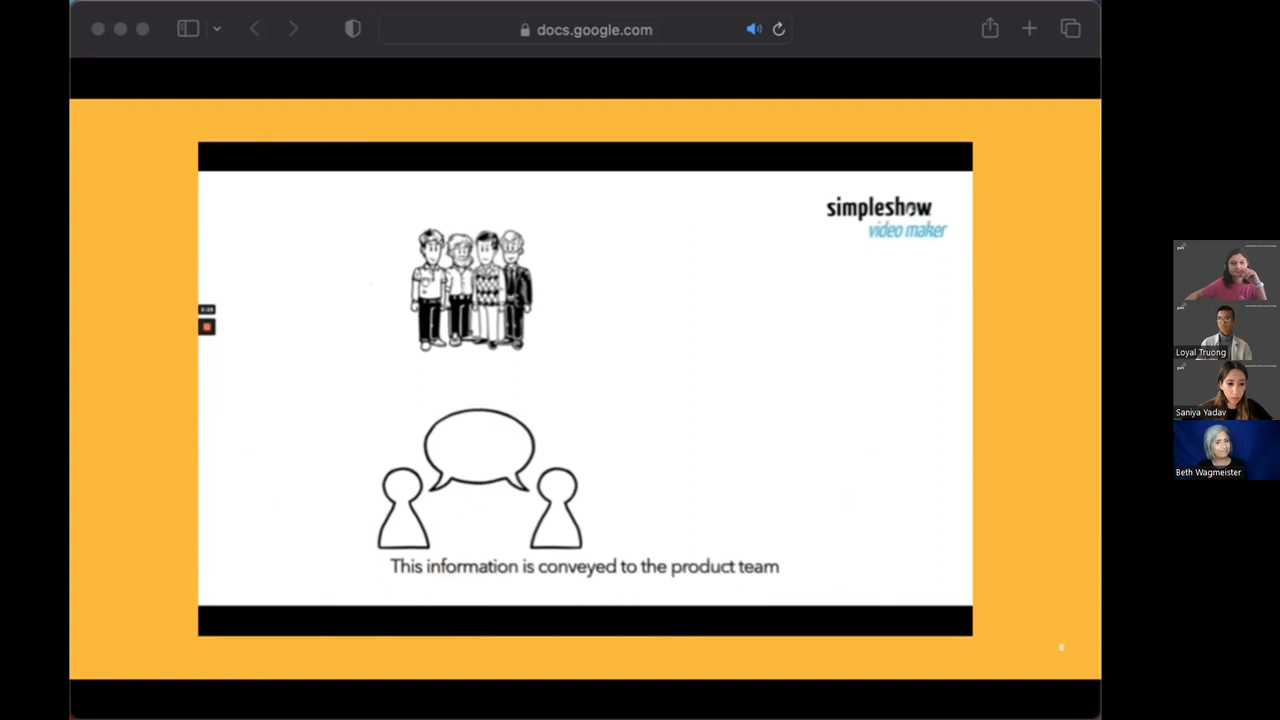 docs.google.com
simpleshow
video maker
This information is conveyed to the product team
8
Loyal Truong
Saniya Yadav
Beth Wagmeister